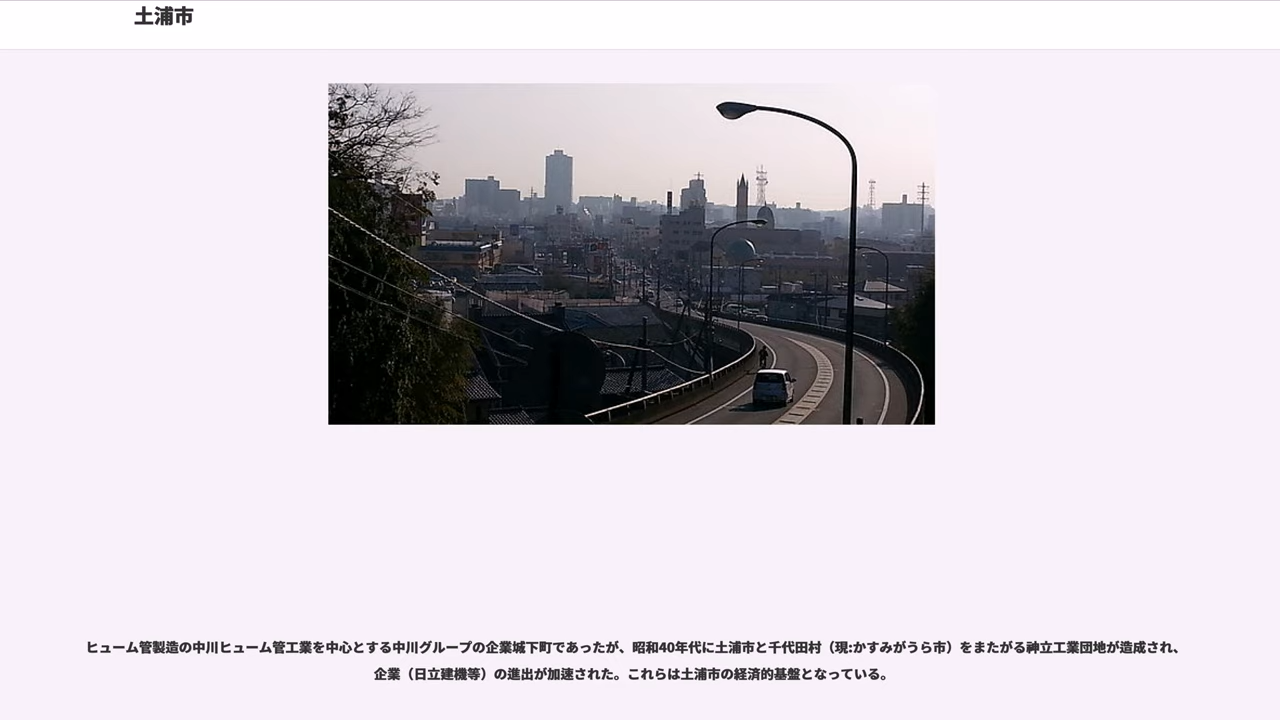 土浦市
ヒューム管製造の中川ヒューム管工業を中心とする中川グループの企業城下町であったが、昭和40年代に土浦市と千代田村（現:かすみがうら市）をまたがる神立工業団地が造成され、
企業（日立建機等）の進出が加速された。これらは土浦市の経済的基盤となっている。